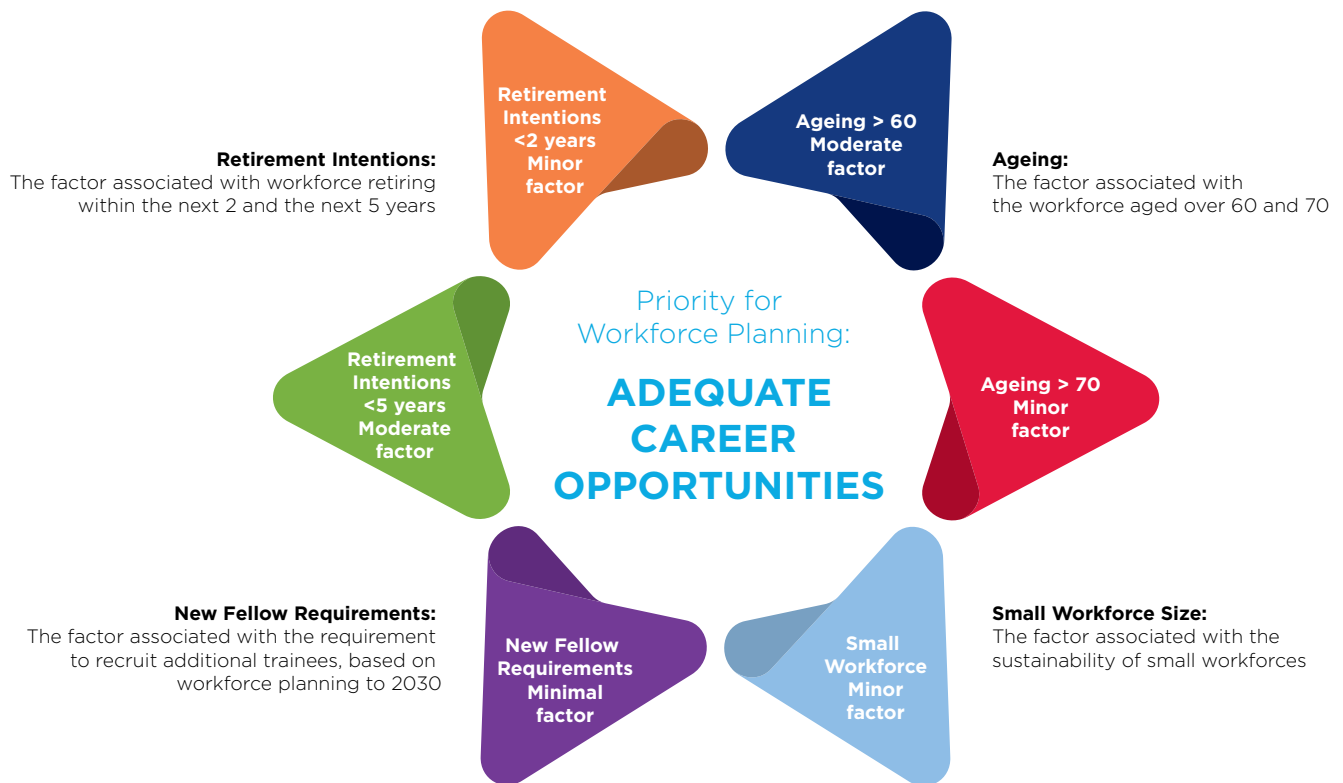 Retirement
Intentions
<2 years
Minor
factor
Ageing > 60
Moderate
factor
Retirement Intentions:
The factor associated with workforce retiring
within the next 2 and the next 5 years
Ageing:
The factor associated with
the workforce aged over 60 and 70
Priority for
Workforce Planning:
ADEQUATE
CAREER
OPPORTUNITIES
Retirement
Intentions
<5 years
Moderate
factor
Ageing > 70
Minor
factor
New Fellow Requirements:
The factor associated with the requirement
to recruit additional trainees, based on
workforce planning to 2030
New Fellow
Requirements
Minimal
factor
Small
Workforce
Minor
factor
Small Workforce Size:
The factor associated with the
sustainability of small workforces